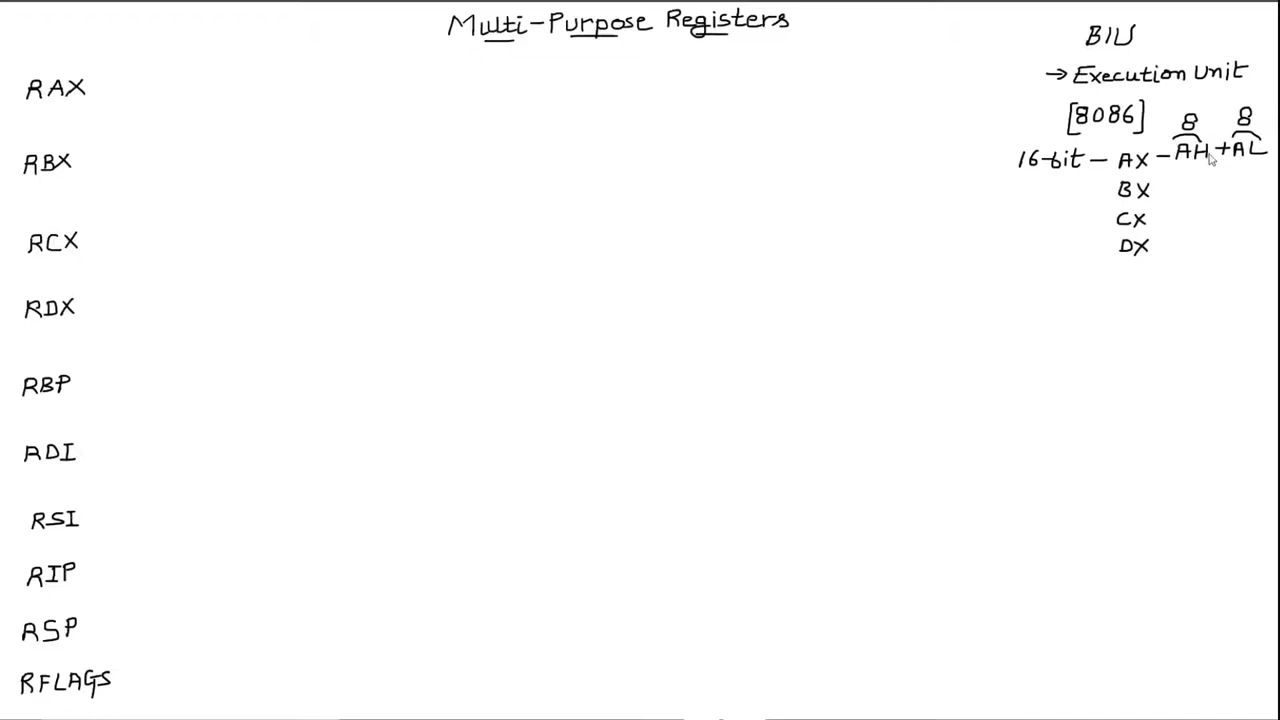 Multi-Purpose Registers
RAX
RBX
RCX
RDX
RBP
RDI
RSI
RIP
RSP
RFLAGS
BIU
→ Execution Unit
[8086]
8 8
16-bit - AX - AH + AL
BX
CX
DX